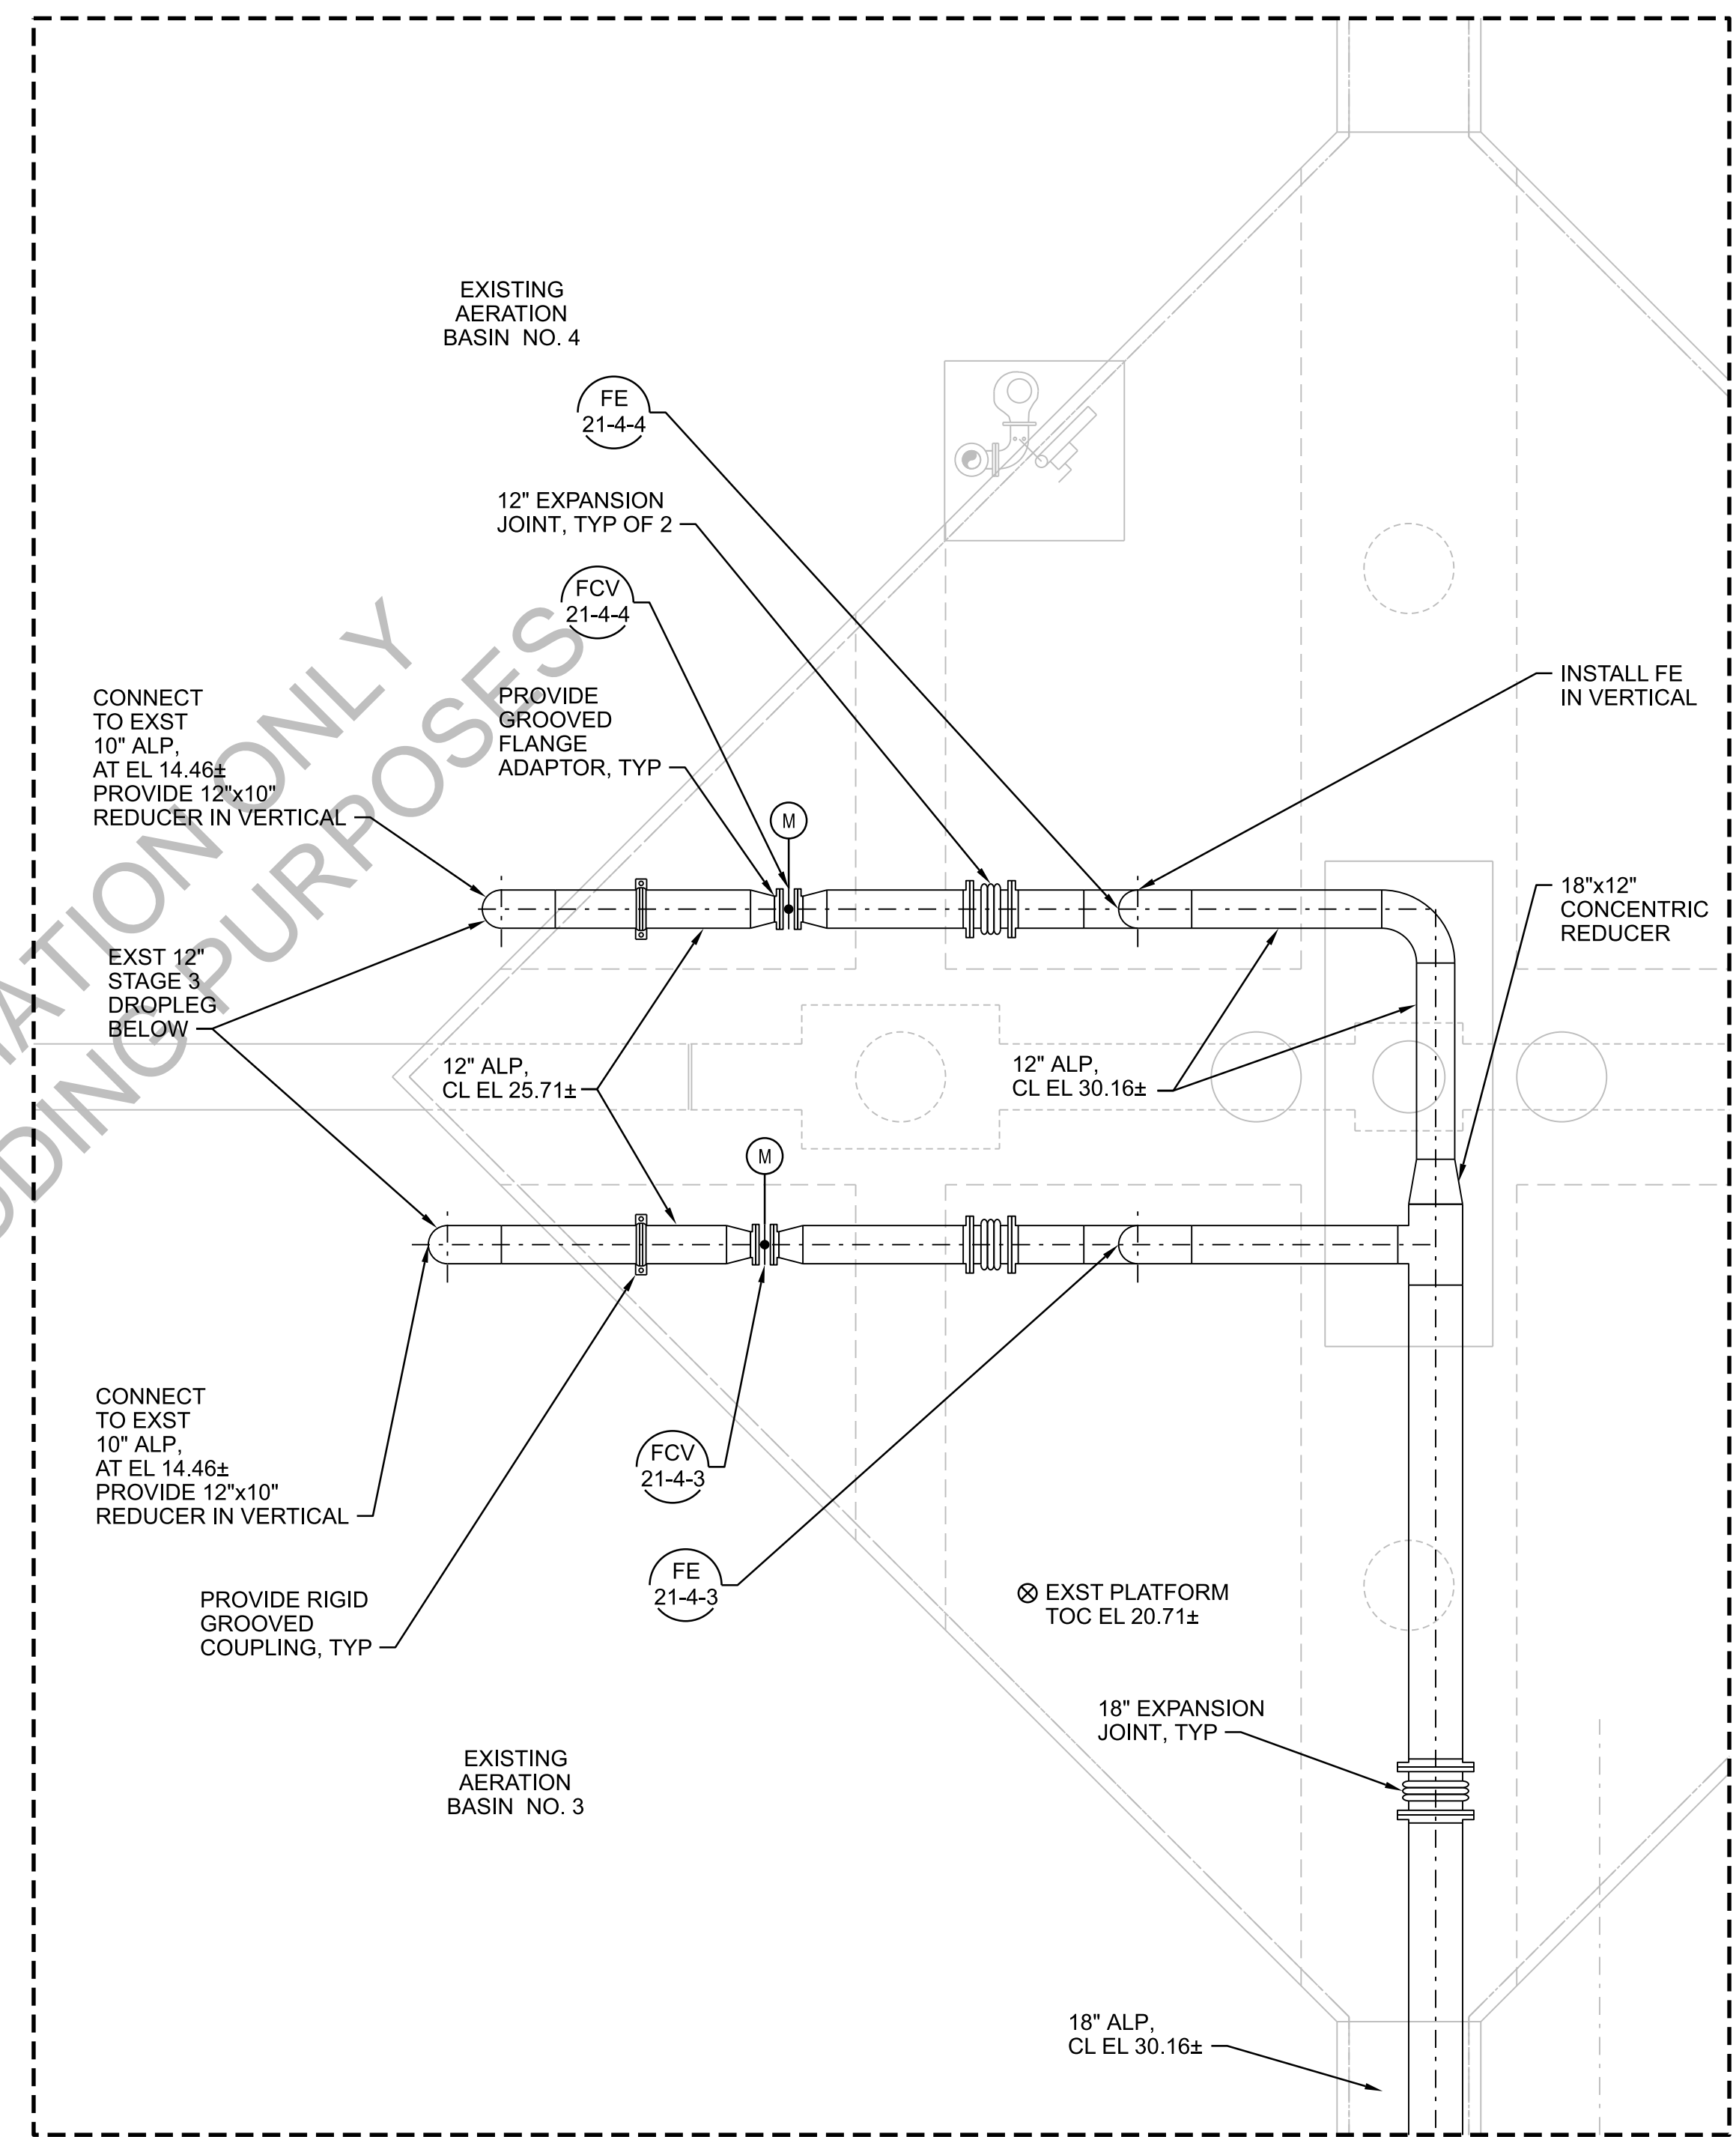 EXISTING
AERATION
BASIN NO. 4
FE
21-4-4
12" EXPANSION
JOINT, TYP OF 2
FCV
21-4-4
CONNECT
TO EXST
10" ALP,
AT EL 14.46±
PROVIDE 12"x10"
REDUCER IN VERTICAL
PROVIDE
GROOVED
FLANGE
ADAPTOR, TYP
INSTALL FE
IN VERTICAL
M
18"x12"
CONCENTRIC
REDUCER
EXST 12"
STAGE 3
DROPLEG
BELOW
12" ALP,
CL EL 25.71±
12" ALP,
CL EL 30.16±
M
CONNECT
TO EXST
10" ALP,
AT EL 14.46±
PROVIDE 12"x10"
REDUCER IN VERTICAL
FCV
21-4-3
FE
21-4-3
PROVIDE RIGID
GROOVED
COUPLING, TYP
EXST PLATFORM
TOC EL 20.71±
18" EXPANSION
JOINT, TYP
EXISTING
AERATION
BASIN NO. 3
18" ALP,
CL EL 30.16±
ONLY
PURPOSES